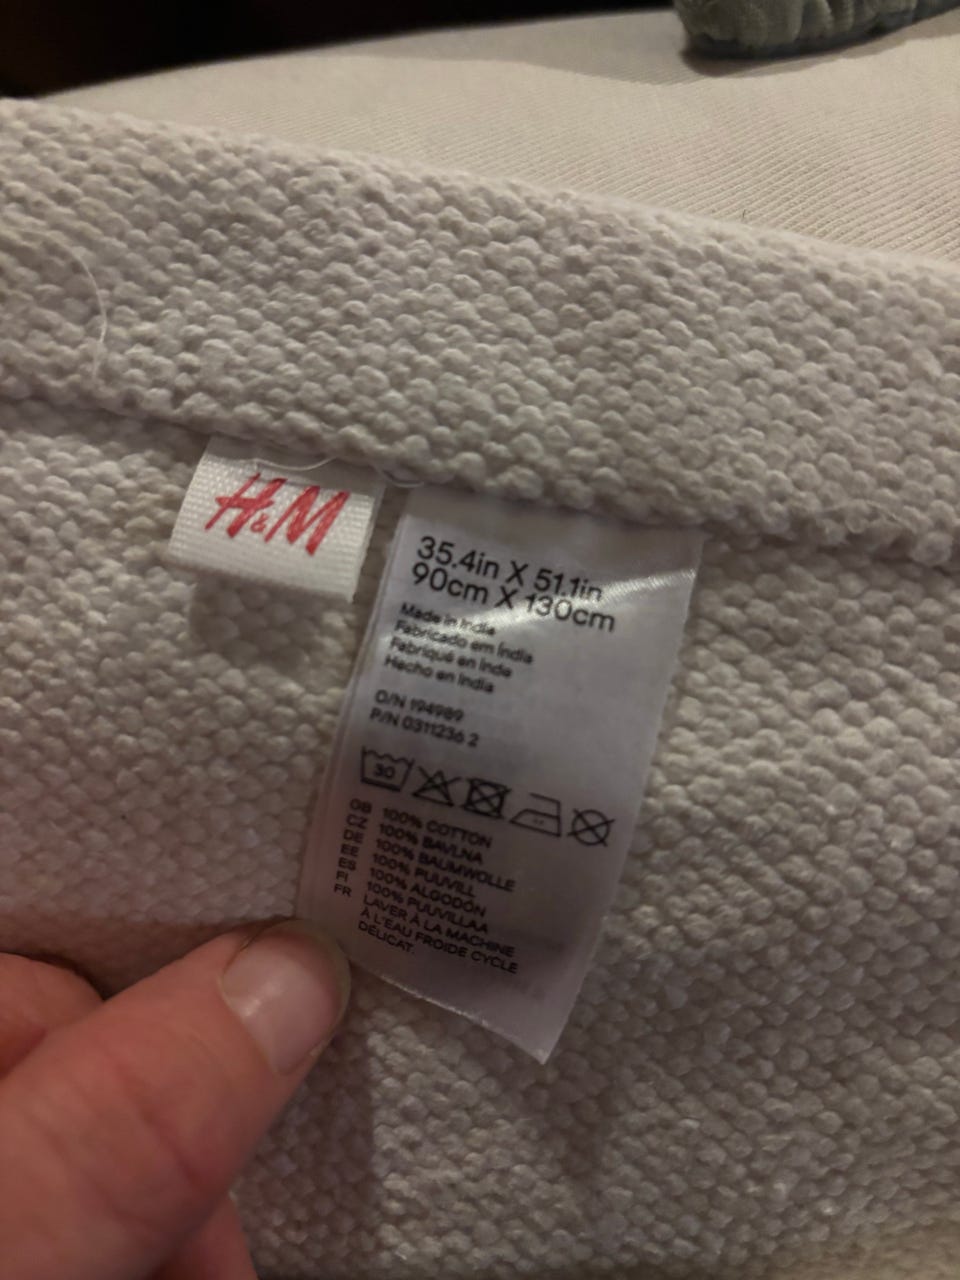 H&M
35.4in X 51.1in
90cm X 130cm
Made in India
Fabricado em Índia
Fabriqué en Inde
Hecho en India
O/N 194989
P/N 0311236 2
30
GB 100% COTTON
CZ 100% BAVLNA
DE 100% BAUMWOLLE
EE 100% PUUVILL
ES 100% ALGODÓN
FI 100% PUUVILLAA
FR LAVER À LA MACHINE
À L'EAU FROIDE CYCLE
DÉLICAT.